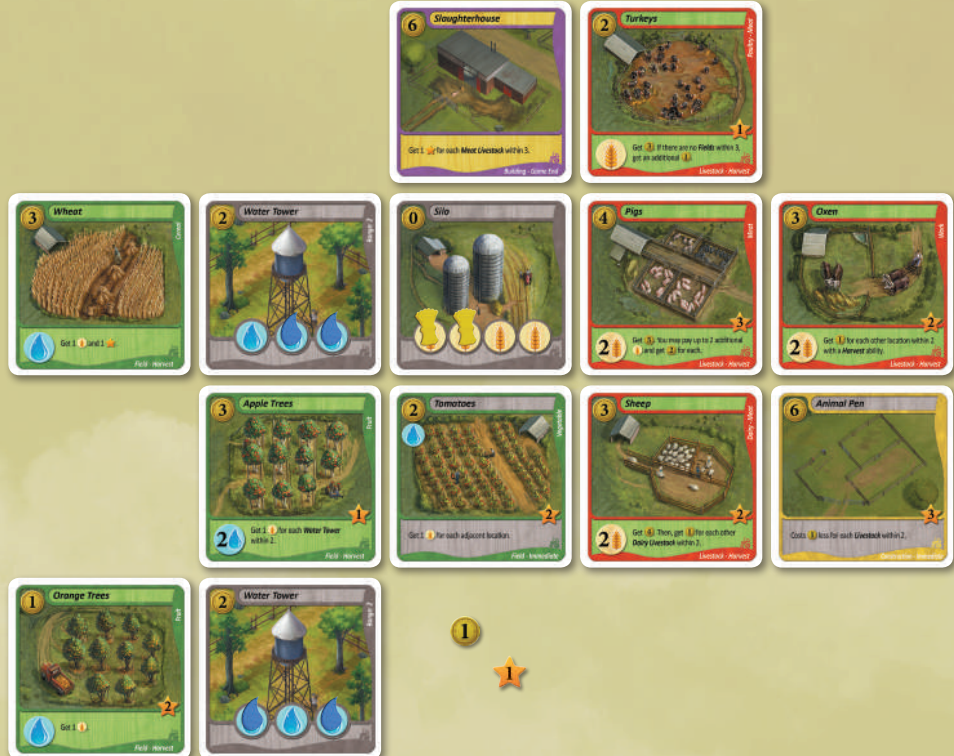 6 Slaughterhouse
Get 1 for each Meat Livestock within 3.
Building - Game End
2 Turkeys
Poultry - Meat
1
Get 3. If there are no Fields within 3,
get an additional 1.
Livestock - Harvest
3 Wheat
Cereal
Get 1 and 1.
Field - Harvest
2 Water Tower
Range: 2
0 Silo
4 Pigs
Meat
3
2 Get 5. You may pay up to 2 additional
and get 2 for each.
Livestock - Harvest
3 Oxen
Work
2
2 Get 1 for each other location within 2
with a Harvest ability.
Livestock - Harvest
3 Apple Trees
Fruit
1
2 Get 1 for each Water Tower
within 2.
Field - Harvest
2 Tomatoes
Vegetable
2
Get 1 for each adjacent location.
Field - Immediate
3 Sheep
Dairy - Meat
2
2 Get 4. Then, get 1 for each other
Dairy Livestock within 2.
Livestock - Harvest
6 Animal Pen
3
Costs 1 less for each Livestock within 2.
1 Orange Trees
Fruit
2
Get 1.
Field - Harvest
2 Water Tower
Range: 2
1
1